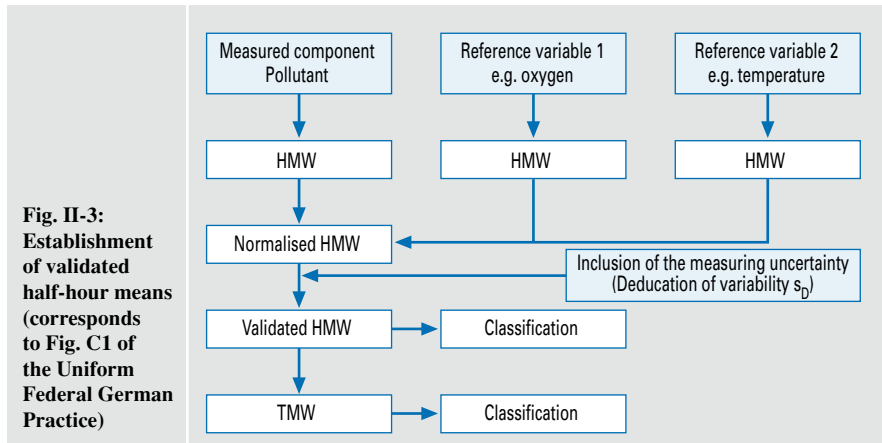 Measured component
Pollutant
Reference variable 1
e.g. oxygen
Reference variable 2
e.g. temperature
HMW
HMW
HMW
Fig. II-3:
Establishment
of validated
half-hour means
(corresponds
to Fig. C1 of
the Uniform
Federal German
Practice)
Normalised HMW
Inclusion of the measuring uncertainty
(Deducation of variability sD)
Validated HMW
Classification
TMW
Classification